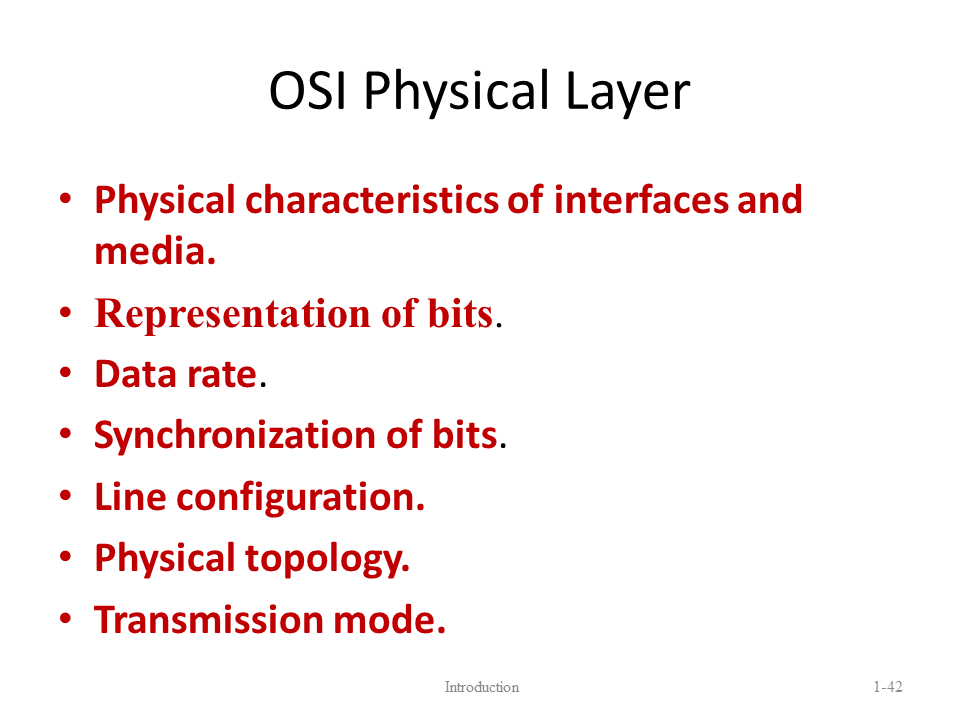 OSI Physical Layer
• Physical characteristics of interfaces and
media.
• Representation of bits.
• Data rate.
• Synchronization of bits.
• Line configuration.
• Physical topology.
• Transmission mode.
Introduction
1-42